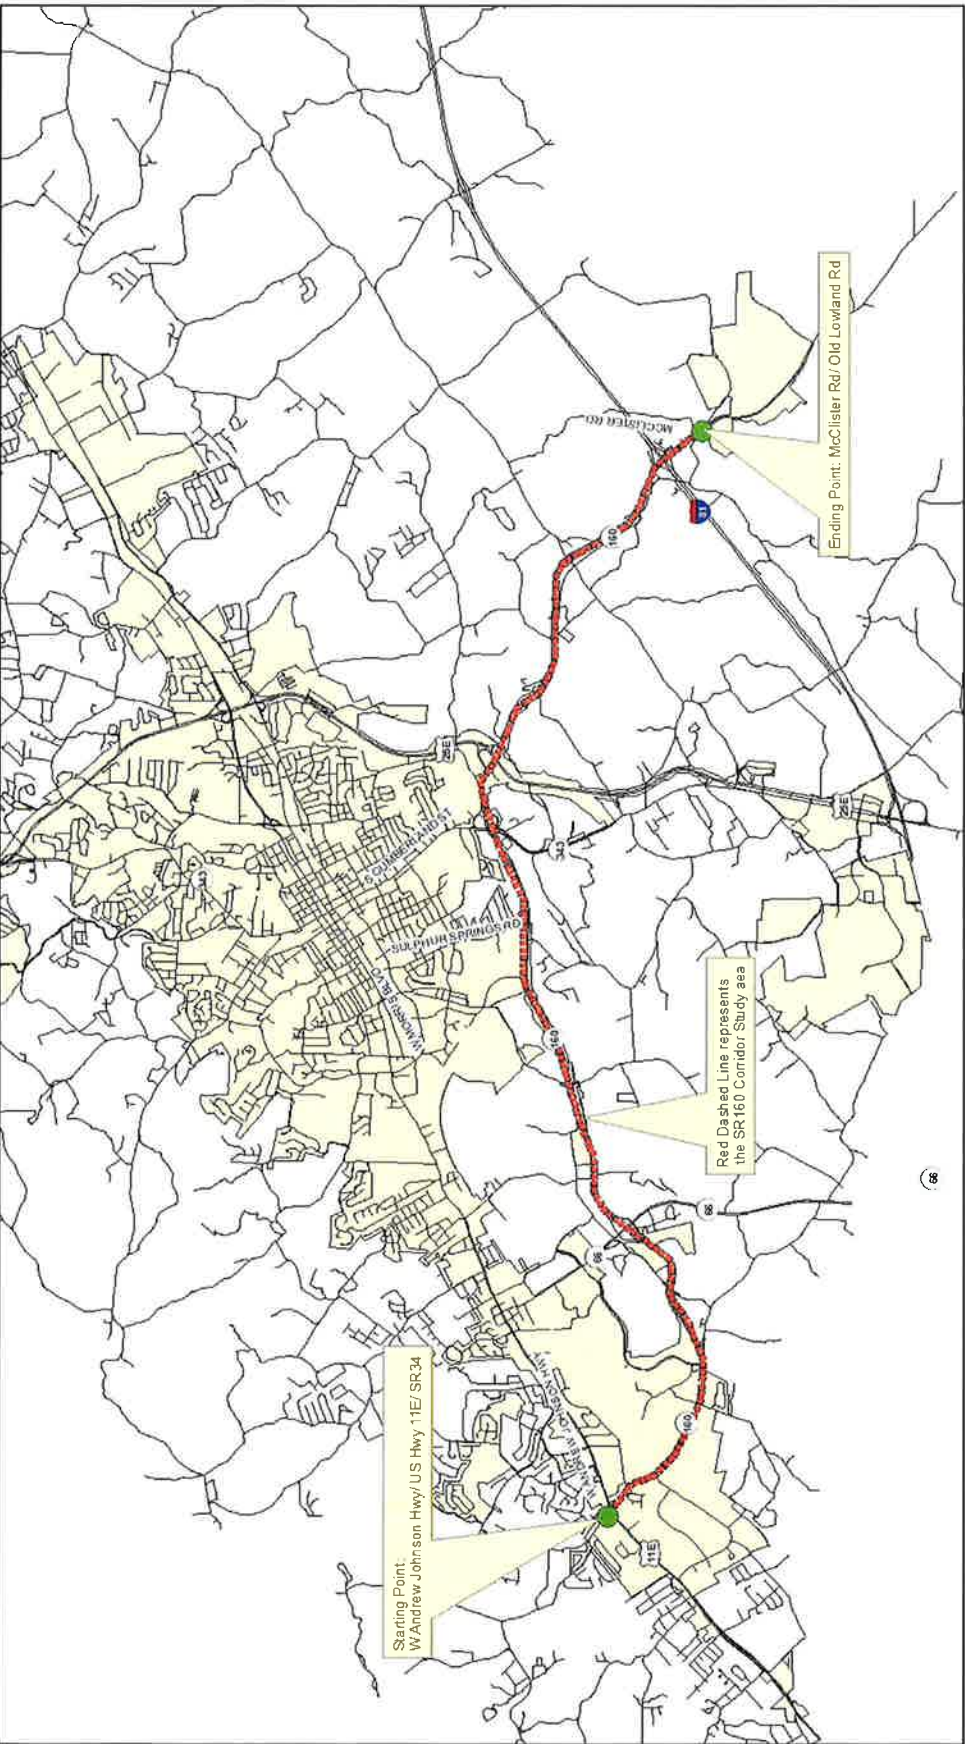 Starting Point:
W Andrew Johnson Hwy/ US Hwy 11E/ SR34
Ending Point: McClister Rd/ Old Lowland Rd
Red Dashed Line represents
the SR160 Corridor Study aea
W ANDREW JOHNSON HWY
W MORRIS BLVD
SULPHUR SPRINGS RD
S CUMBERLAND ST
MCCLISTER RD
11E
160
66
66
66
160
343
343
25E
25E
160
81